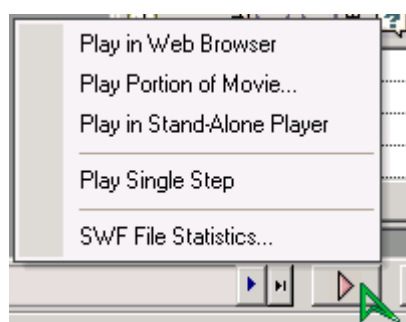 Play in Web Browser
Play Portion of Movie...
Play in Stand-Alone Player
Play Single Step
SWF File Statistics...